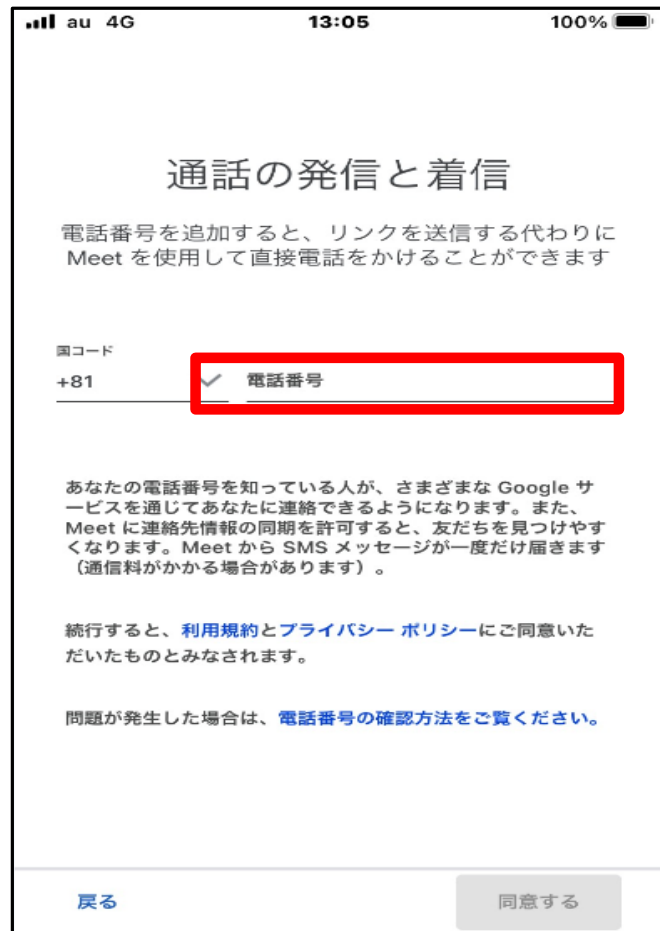 au 4G 13:05 100%
通話の発信と着信
電話番号を追加すると、リンクを送信する代わりに
Meet を使用して直接電話をかけることができます
国コード
+81 電話番号
あなたの電話番号を知っている人が、さまざまな Google サ
ービスを通じてあなたに連絡できるようになります。また、
Meet に連絡先情報の同期を許可すると、友だちを見つけやす
くなります。Meet から SMS メッセージが一度だけ届きます
（通信料がかかる場合があります）。
続行すると、利用規約とプライバシー ポリシーにご同意いた
だいたものとみなされます。
問題が発生した場合は、電話番号の確認方法をご覧ください。
戻る 同意する